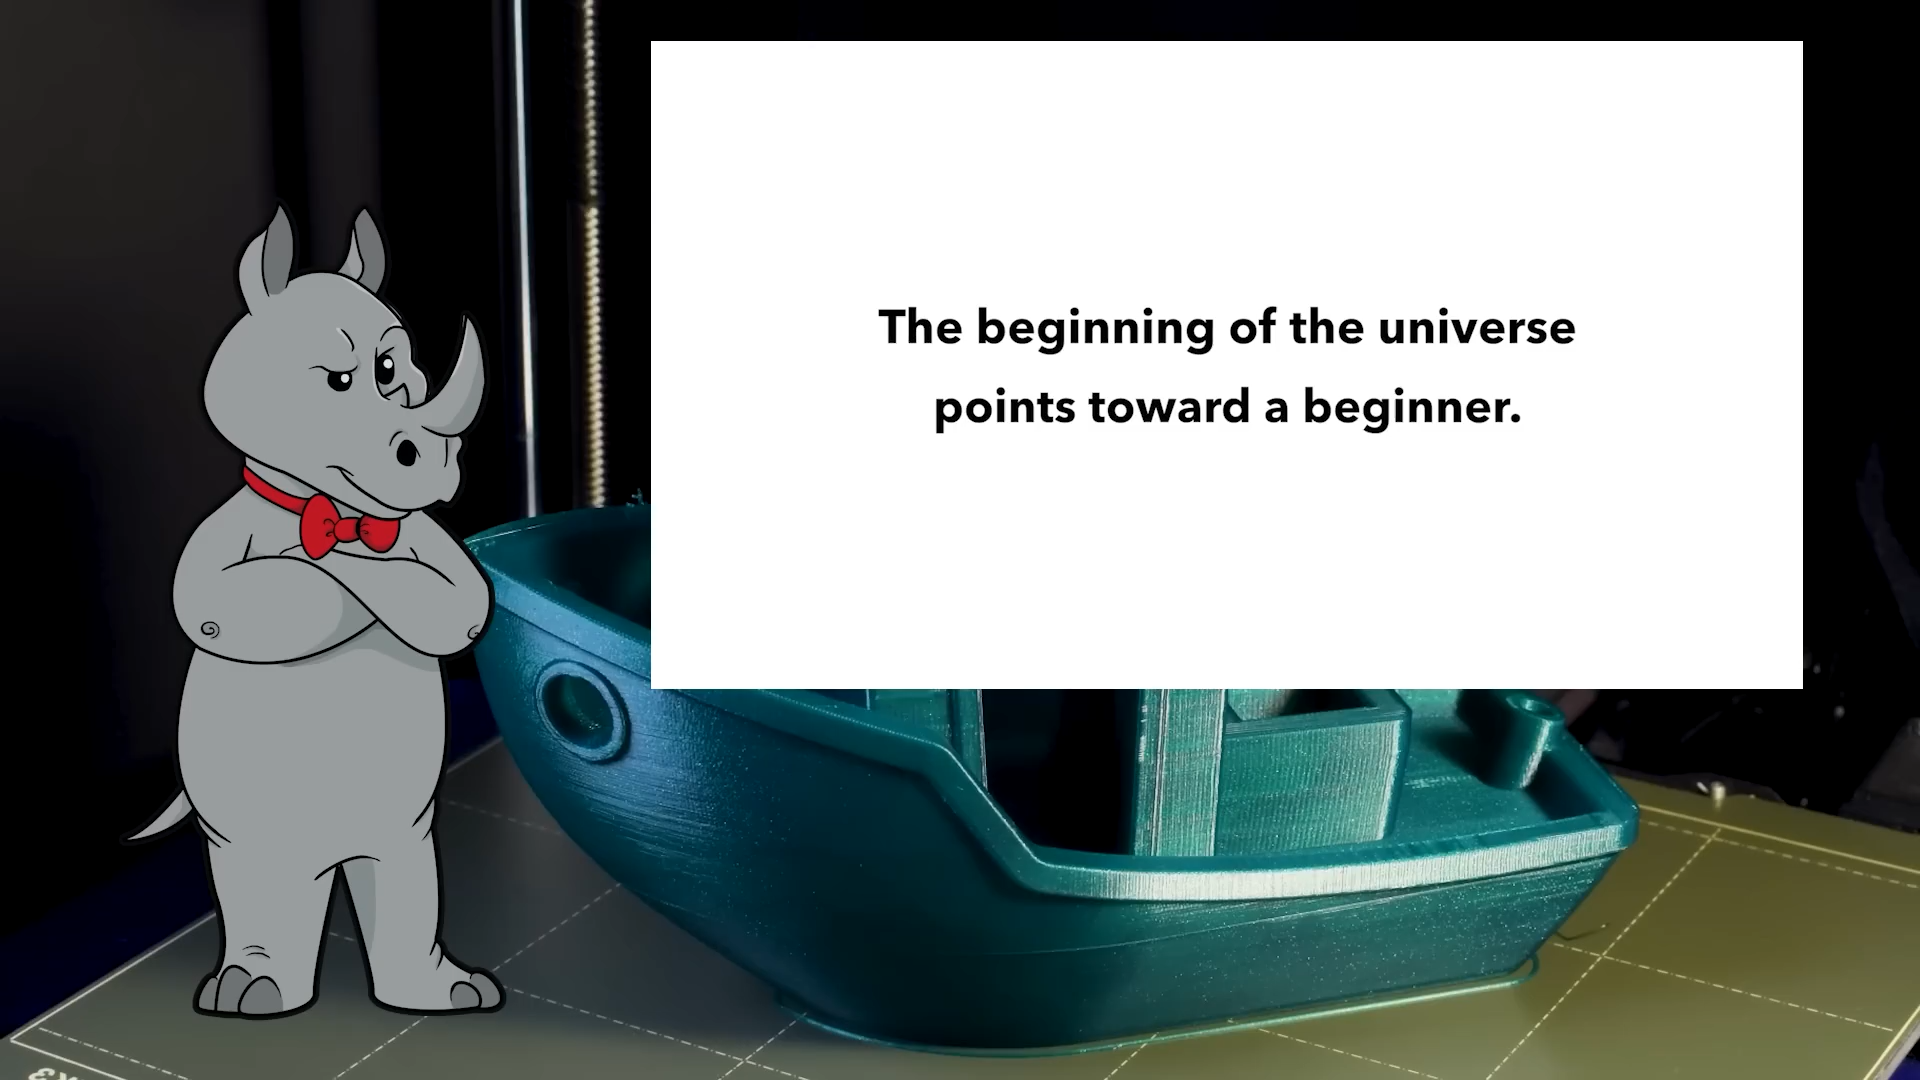 The beginning of the universe
points toward a beginner.